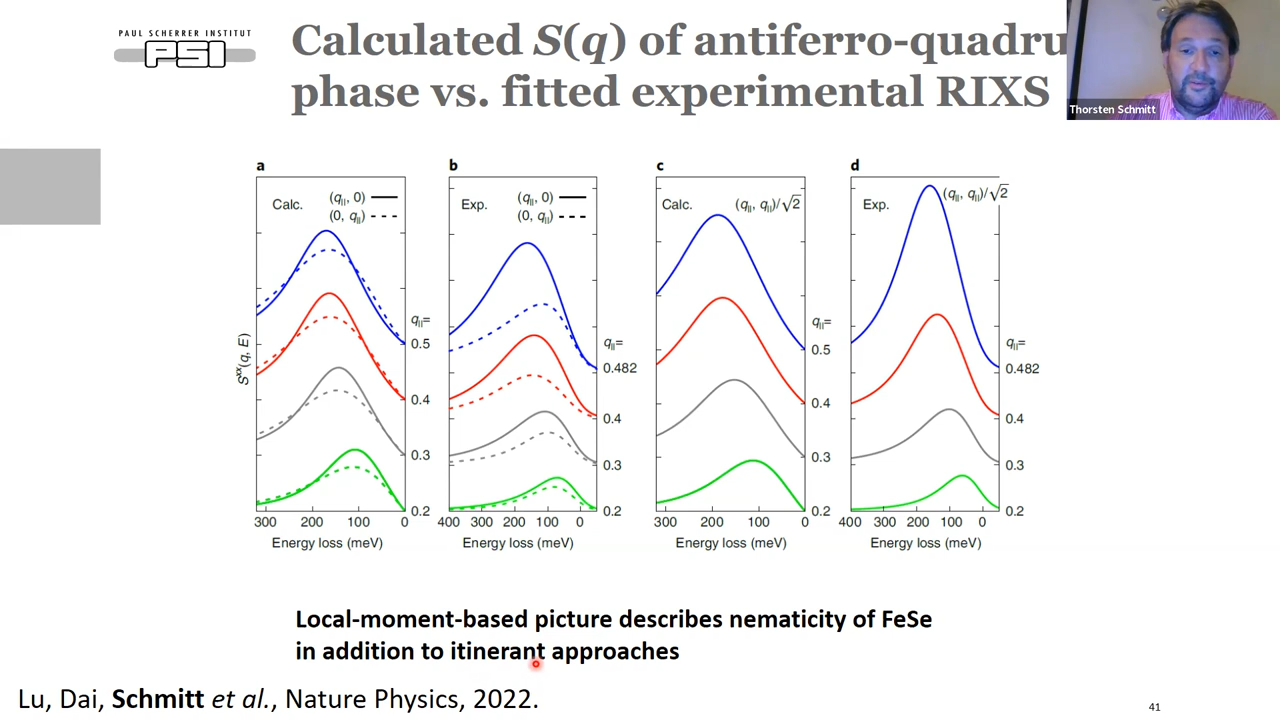 PAUL SCHERRER INSTITUT
PSI
Calculated S(q) of antiferro-quadru
phase vs. fitted experimental RIXS
Thorsten Schmitt
a
b
c
d
Calc.
(q||, 0)
(0, q||)
Exp.
(q||, 0)
(0, q||)
Calc.
(q||, q||)/√2
Exp.
(q||, q||)/√2
Sxx(q, E)
q||=
0.5
0.4
0.3
0.2
q||=
0.482
0.4
0.3
0.2
q||=
0.5
0.4
0.3
0.2
q||=
0.482
0.4
0.3
0.2
300 200 100 0
400 300 200 100 0
300 200 100 0
400 300 200 100 0
Energy loss (meV)
Energy loss (meV)
Energy loss (meV)
Energy loss (meV)
Local-moment-based picture describes nematicity of FeSe
in addition to itinerant approaches
Lu, Dai, Schmitt et al., Nature Physics, 2022.
41